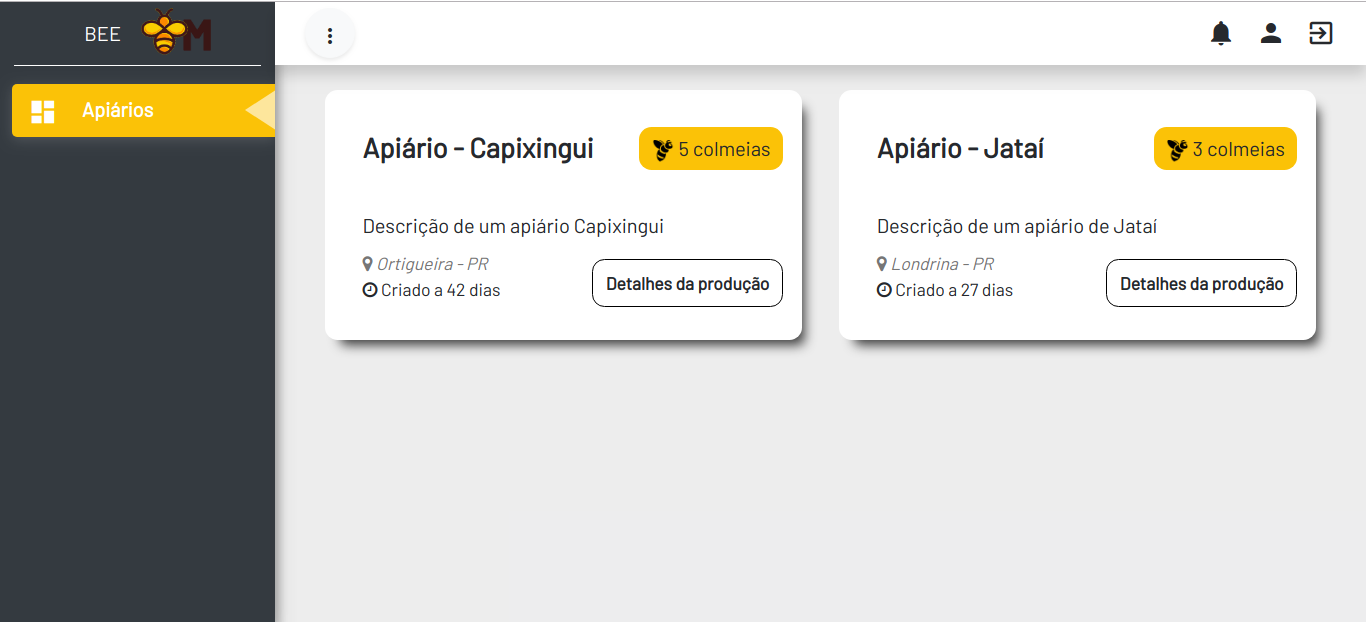 BEE M
Apiários
Apiário - Capixingui
5 colmeias
Descrição de um apiário Capixingui
Ortigueira - PR
Criado a 42 dias
Detalhes da produção
Apiário - Jataí
3 colmeias
Descrição de um apiário de Jataí
Londrina - PR
Criado a 27 dias
Detalhes da produção